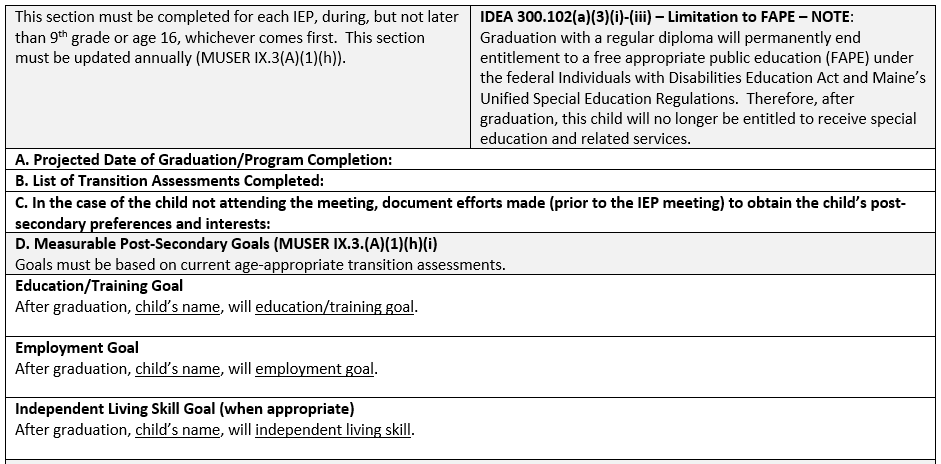 This section must be completed for each IEP, during, but not later
than 9th grade or age 16, whichever comes first.  This section
must be updated annually (MUSER IX.3(A)(1)(h)).
IDEA 300.102(a)(3)(i)-(iii) – Limitation to FAPE – NOTE:
Graduation with a regular diploma will permanently end
entitlement to a free appropriate public education (FAPE) under
the federal Individuals with Disabilities Education Act and Maine’s
Unified Special Education Regulations.  Therefore, after
graduation, this child will no longer be entitled to receive special
education and related services.
A. Projected Date of Graduation/Program Completion:
B. List of Transition Assessments Completed:
C. In the case of the child not attending the meeting, document efforts made (prior to the IEP meeting) to obtain the child’s post-
secondary preferences and interests:
D. Measurable Post-Secondary Goals (MUSER IX.3.(A)(1)(h)(i)
Goals must be based on current age-appropriate transition assessments.
Education/Training Goal
After graduation, child’s name, will education/training goal.
Employment Goal
After graduation, child’s name, will employment goal.
Independent Living Skill Goal (when appropriate)
After graduation, child’s name, will independent living skill.